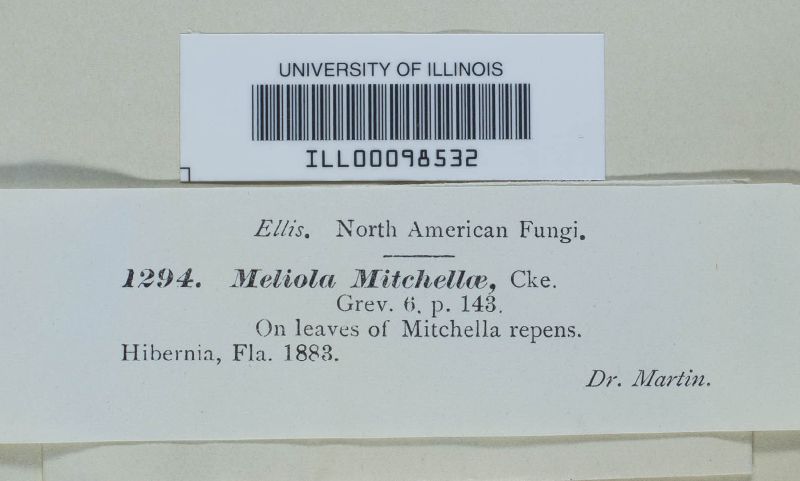 UNIVERSITY OF ILLINOIS
ILL00098532
Ellis. North American Fungi.
1294. Meliola Mitchellæ, Cke.
Grev. 6, p. 143.
On leaves of Mitchella repens.
Hibernia, Fla. 1883.
Dr. Martin.